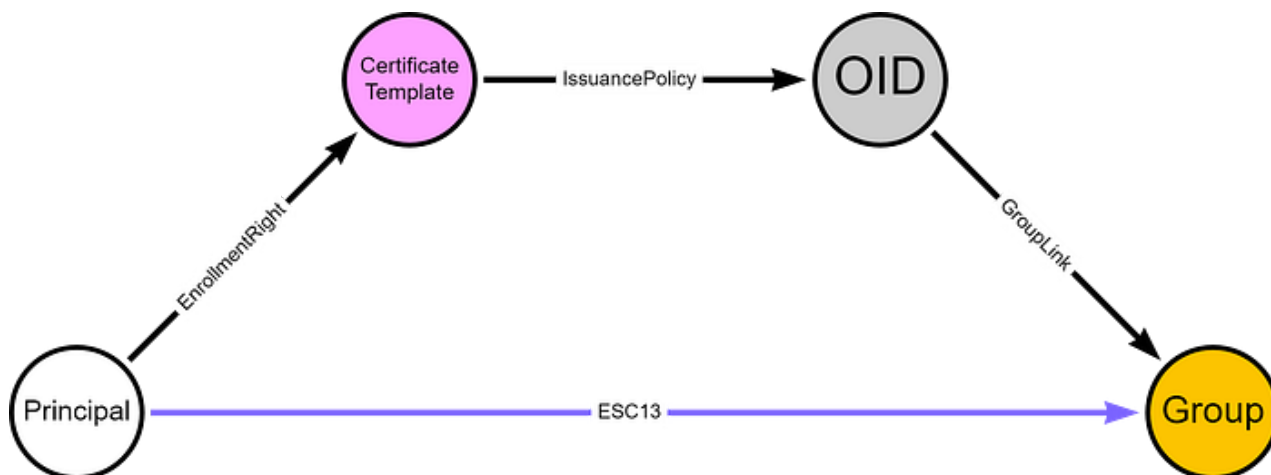 Certificate
Template
IssuancePolicy
OID
EnrollmentRight
GroupLink
Principal
ESC13
Group